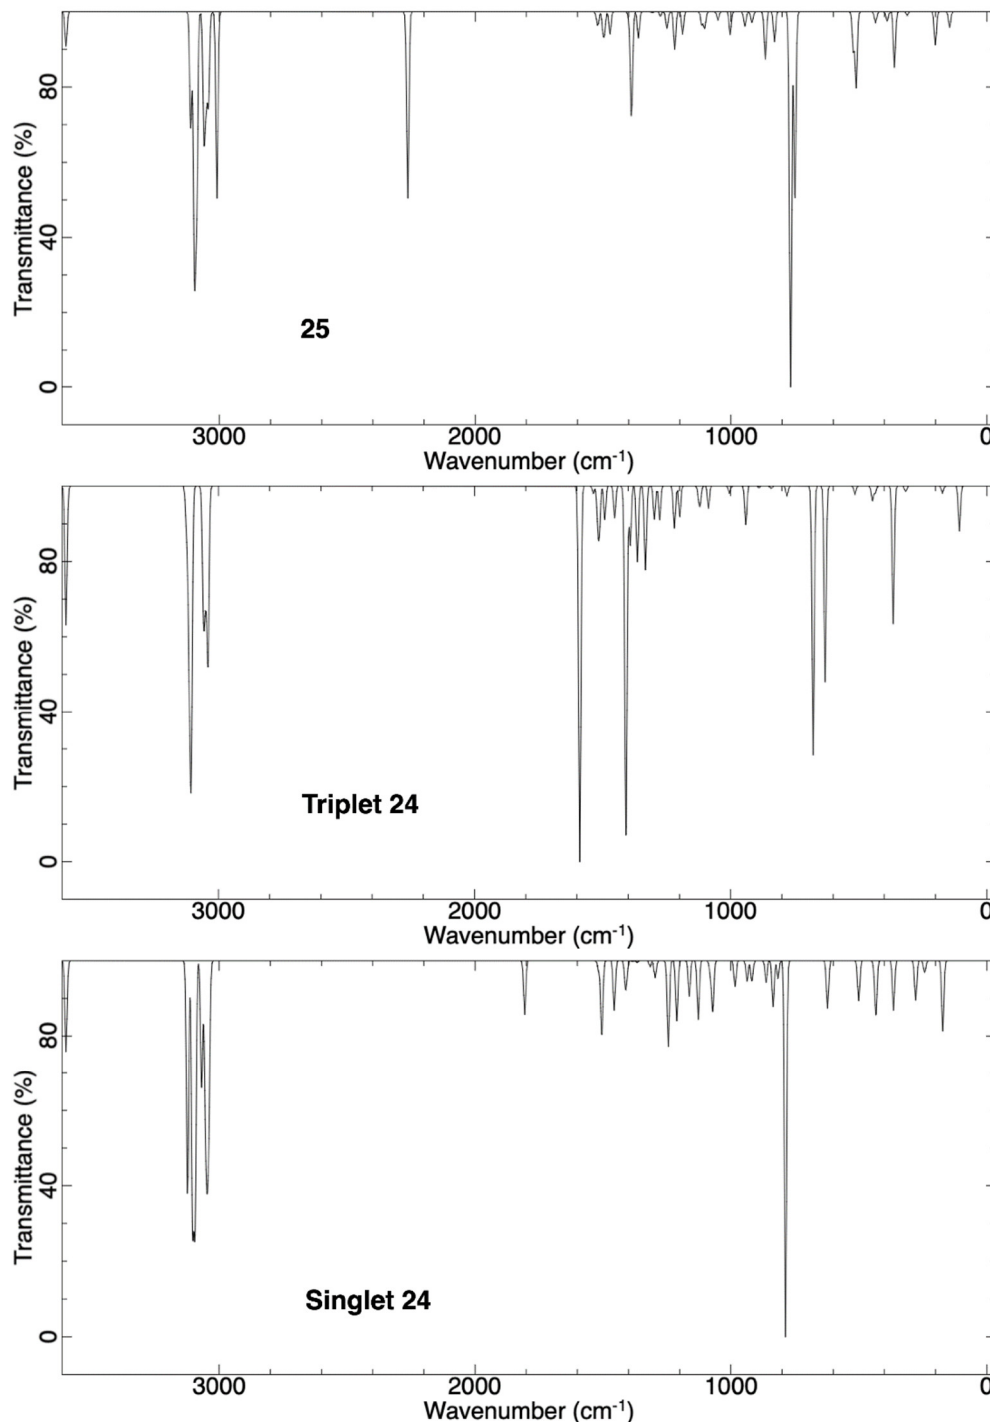 80
40
0
Transmittance (%)
25
3000 2000 1000 0
Wavenumber (cm-1)
80
40
0
Transmittance (%)
Triplet 24
3000 2000 1000 0
Wavenumber (cm-1)
80
40
0
Transmittance (%)
Singlet 24
3000 2000 1000 0
Wavenumber (cm-1)